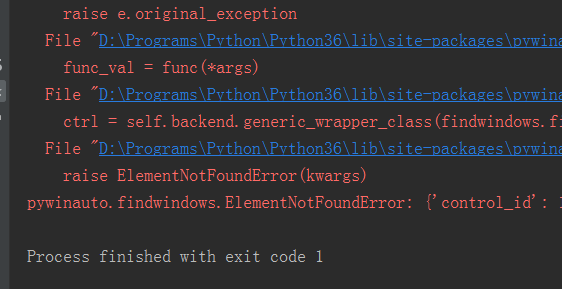 raise e.original_exception
File "D:\Programs\Python\Python36\lib\site-packages\pywina
func_val = func(*args)
File "D:\Programs\Python\Python36\lib\site-packages\pywina
ctrl = self.backend.generic_wrapper_class(findwindows.fi
File "D:\Programs\Python\Python36\lib\site-packages\pywina
raise ElementNotFoundError(kwargs)
pywinauto.findwindows.ElementNotFoundError: {'control_id':
Process finished with exit code 1